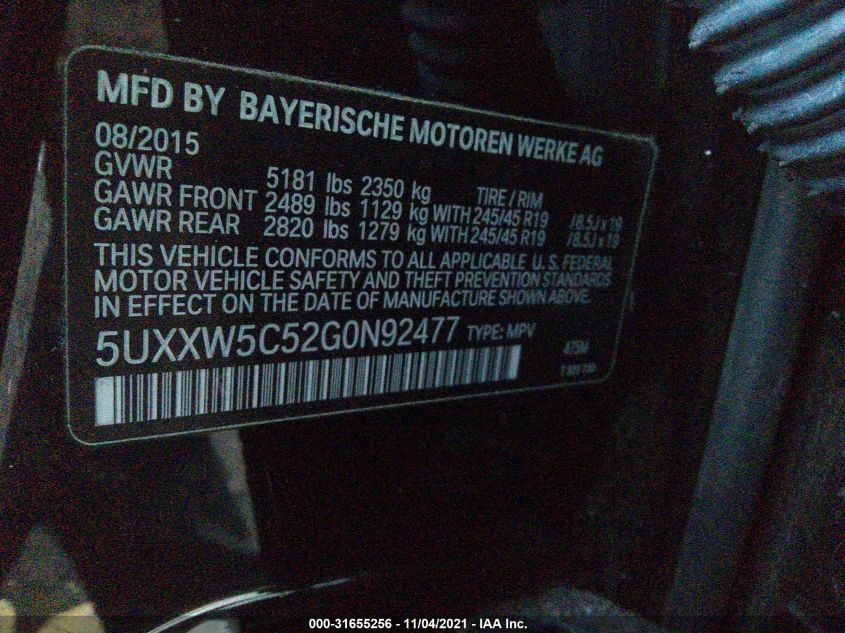 MFD BY BAYERISCHE MOTOREN WERKE AG
08/2015
GVWR 5181 lbs 2350 kg TIRE / RIM
GAWR FRONT 2489 lbs 1129 kg WITH 245/45 R19 /8.5J x 19
GAWR REAR 2820 lbs 1279 kg WITH 245/45 R19 /8.5J x 19
THIS VEHICLE CONFORMS TO ALL APPLICABLE U.S. FEDERAL
MOTOR VEHICLE SAFETY AND THEFT PREVENTION STANDARDS
IN EFFECT ON THE DATE OF MANUFACTURE SHOWN ABOVE.
5UXXW5C52G0N92477 TYPE: MPV
000-31655256 - 11/04/2021 - IAA Inc.